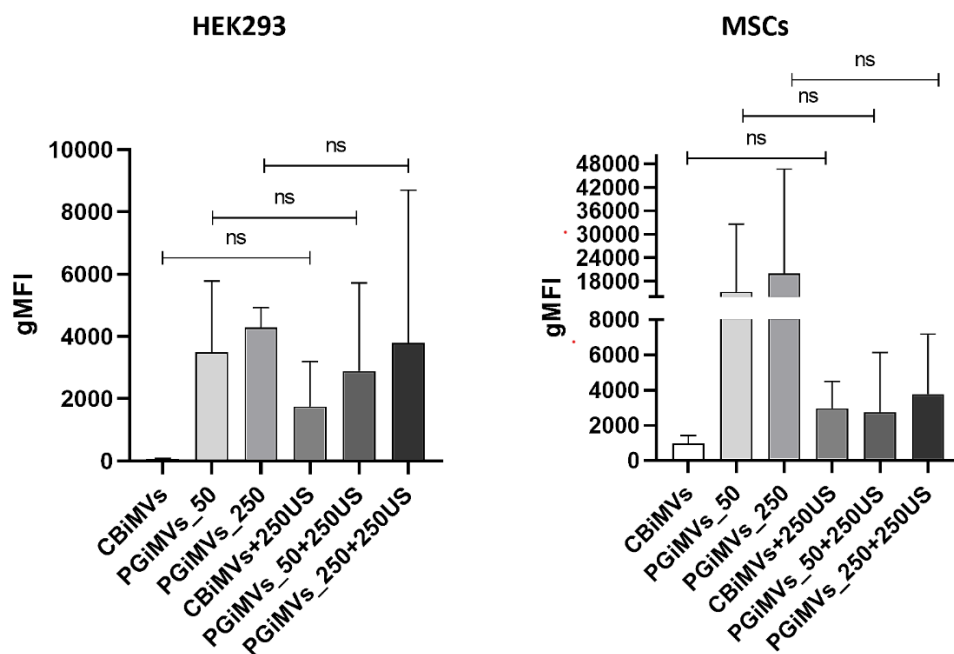 HEK293
MSCs
ns
ns
ns
gMFI
10000
8000
6000
4000
2000
0
CBiMVs
PGiMVs_50
PGiMVs_250
CBiMVs+250US
PGiMVs_50+250US
PGiMVs_250+250US
ns
ns
ns
gMFI
48000
42000
36000
30000
24000
18000
8000
6000
4000
2000
0
CBiMVs
PGiMVs_50
PGiMVs_250
CBiMVs+250US
PGiMVs_50+250US
PGiMVs_250+250US